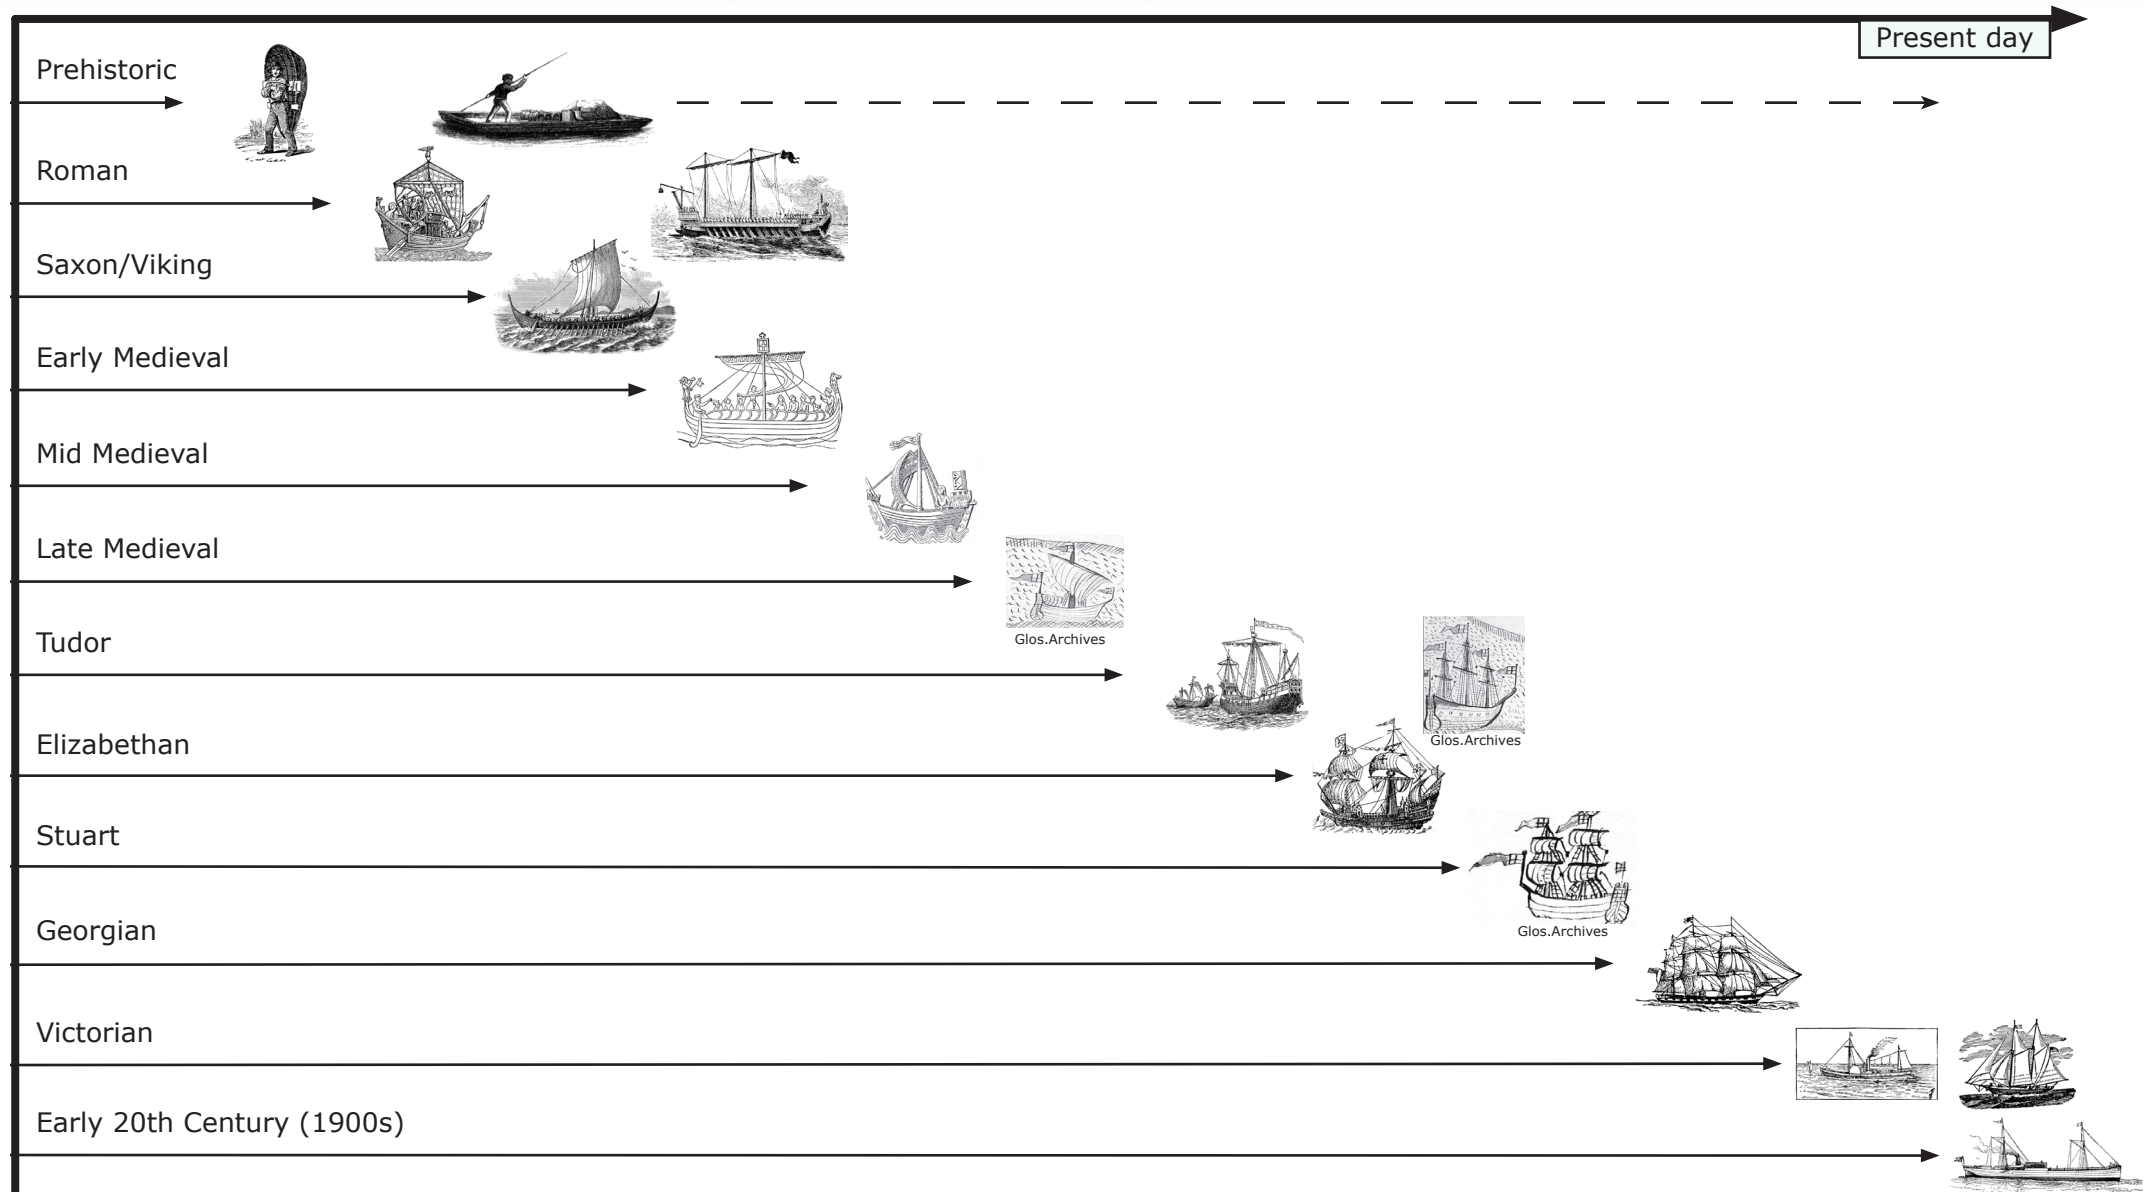 Present day
Prehistoric
Roman
Saxon/Viking
Early Medieval
Mid Medieval
Late Medieval
Glos.Archives
Tudor
Glos.Archives
Elizabethan
Stuart
Glos.Archives
Georgian
Victorian
Early 20th Century (1900s)